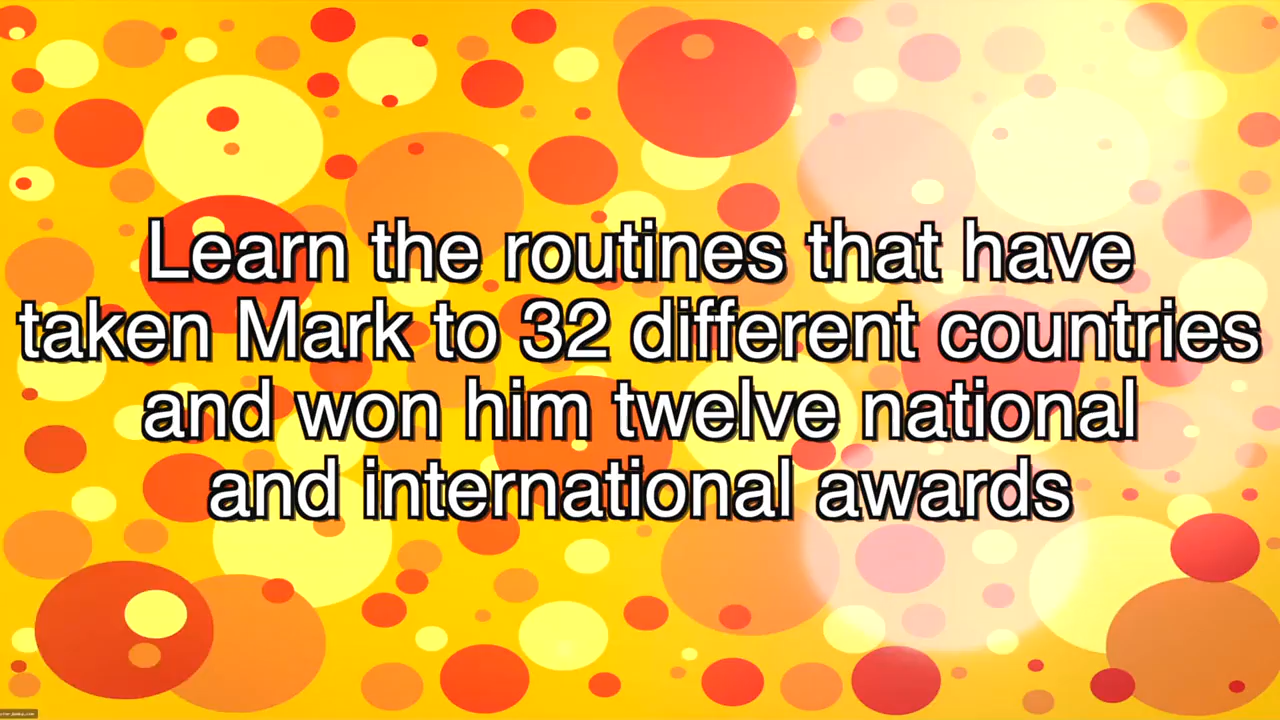 Learn the routines that have
taken Mark to 32 different countries
and won him twelve national
and international awards